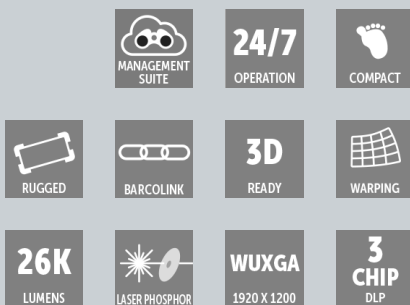 MANAGEMENT
SUITE
24/7
OPERATION
COMPACT
RUGGED
BARCOLINK
3D
READY
WARPING
26K
LUMENS
LASER PHOSPHOR
WUXGA
1920 X 1200
3
CHIP
DLP